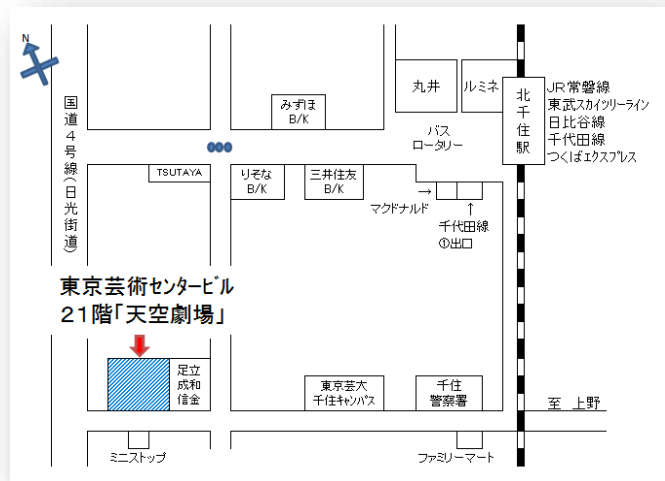 N
国道4号線(日光街道)
みずほ
B/K
丸井
ルミネ
北千住駅
JR常磐線
東武スカイツリーライン
日比谷線
千代田線
つくばエクスプレス
バス
ロータリー
TSUTAYA
りそな
B/K
三井住友
B/K
→
マクドナルド
↑
千代田線
①出口
東京芸術センタービル
21階「天空劇場」
足立
成和
信金
東京芸大
千住キャンパス
千住
警察署
至 上野
ミニストップ
ファミリーマート